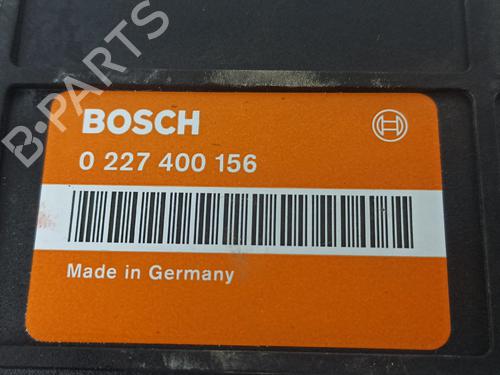 B-PARTS
BOSCH
0 227 400 156
Made in Germany